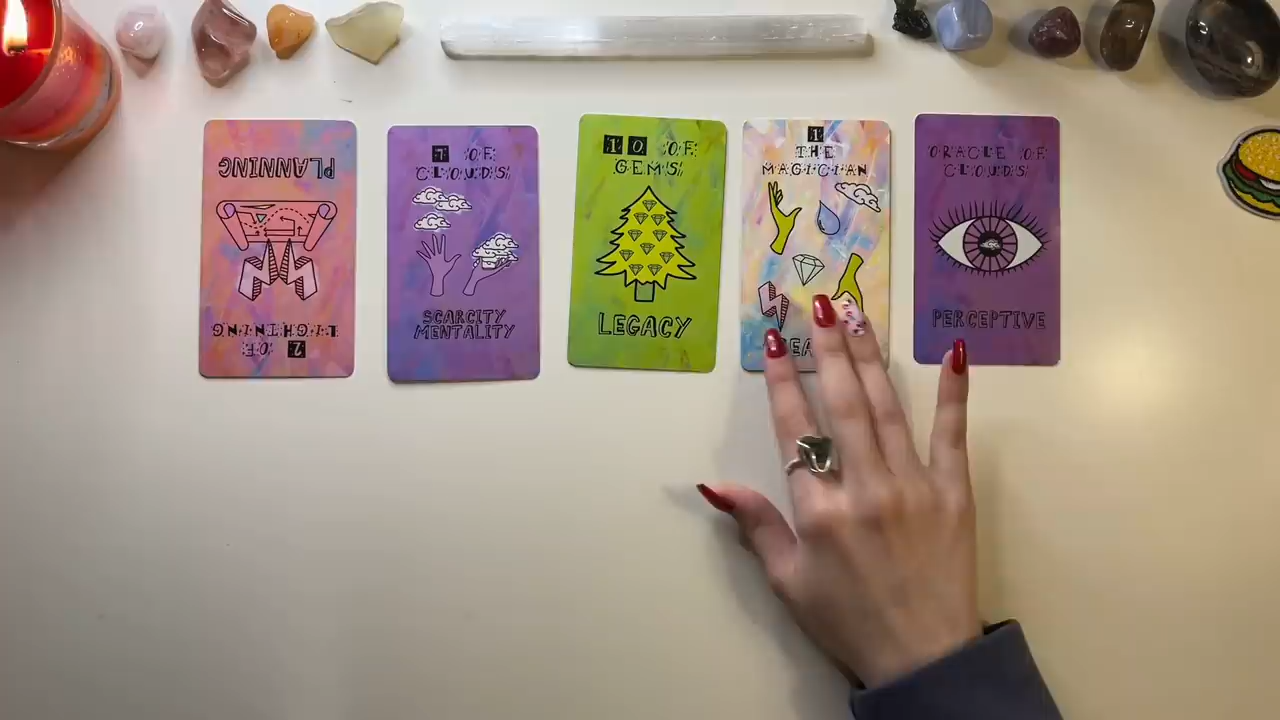 2 OF
LIGHTNING
PLANNING
OF
CLOUDS
SCARCITY
MENTALITY
10 OF
GEMS
LEGACY
1
THE
MAGICIAN
ORACLE OF
CLOUDS
PERCEPTIVE